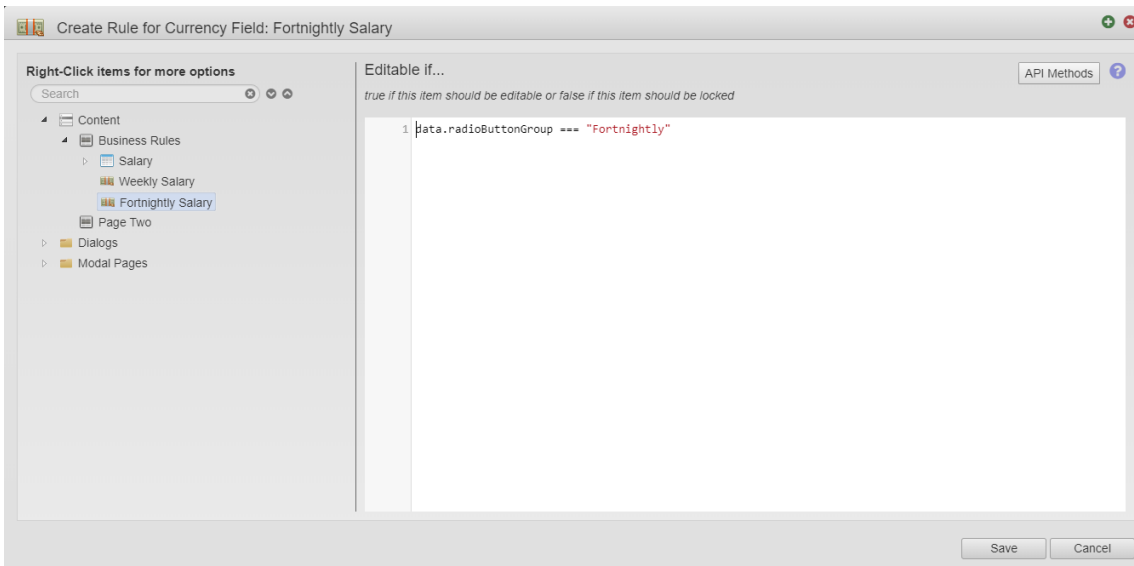 Create Rule for Currency Field: Fortnightly Salary
Right-Click items for more options
Search
Content
Business Rules
Salary
Weekly Salary
Fortnightly Salary
Page Two
Dialogs
Modal Pages
Editable if...
API Methods
?
true if this item should be editable or false if this item should be locked
1 data.radioButtonGroup === "Fortnightly"
Save
Cancel